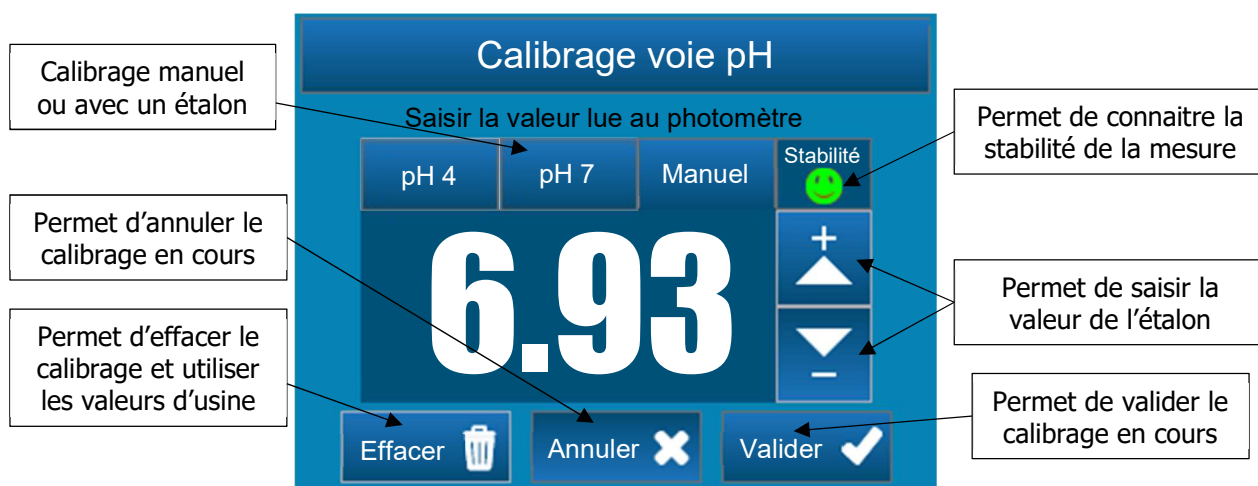 Calibrage voie pH
Calibrage manuel
ou avec un étalon
Saisir la valeur lue au photomètre
Permet de connaitre la
stabilité de la mesure
pH 4
pH 7
Manuel
Stabilité
Permet d’annuler le
calibrage en cours
6.93
+
−
Permet de saisir la
valeur de l’étalon
Permet d’effacer le
calibrage et utiliser
les valeurs d’usine
Permet de valider le
calibrage en cours
Effacer
Annuler
Valider